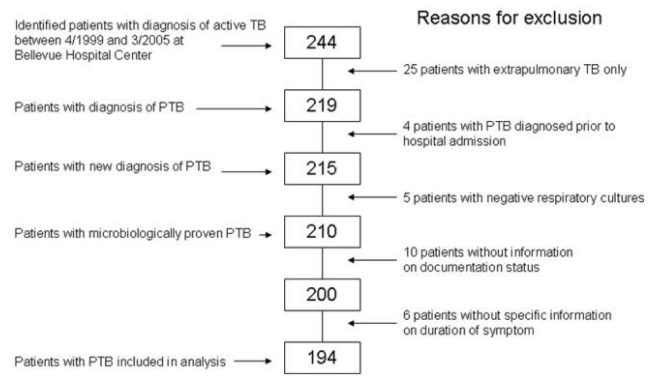 Reasons for exclusion
Identified patients with diagnosis of active TB
between 4/1999 and 3/2005 at
Bellevue Hospital Center
244
25 patients with extrapulmonary TB only
Patients with diagnosis of PTB
219
4 patients with PTB diagnosed prior to
hospital admission
Patients with new diagnosis of PTB
215
5 patients with negative respiratory cultures
Patients with microbiologically proven PTB
210
10 patients without information
on documentation status
200
6 patients without specific information
on duration of symptom
Patients with PTB included in analysis
194